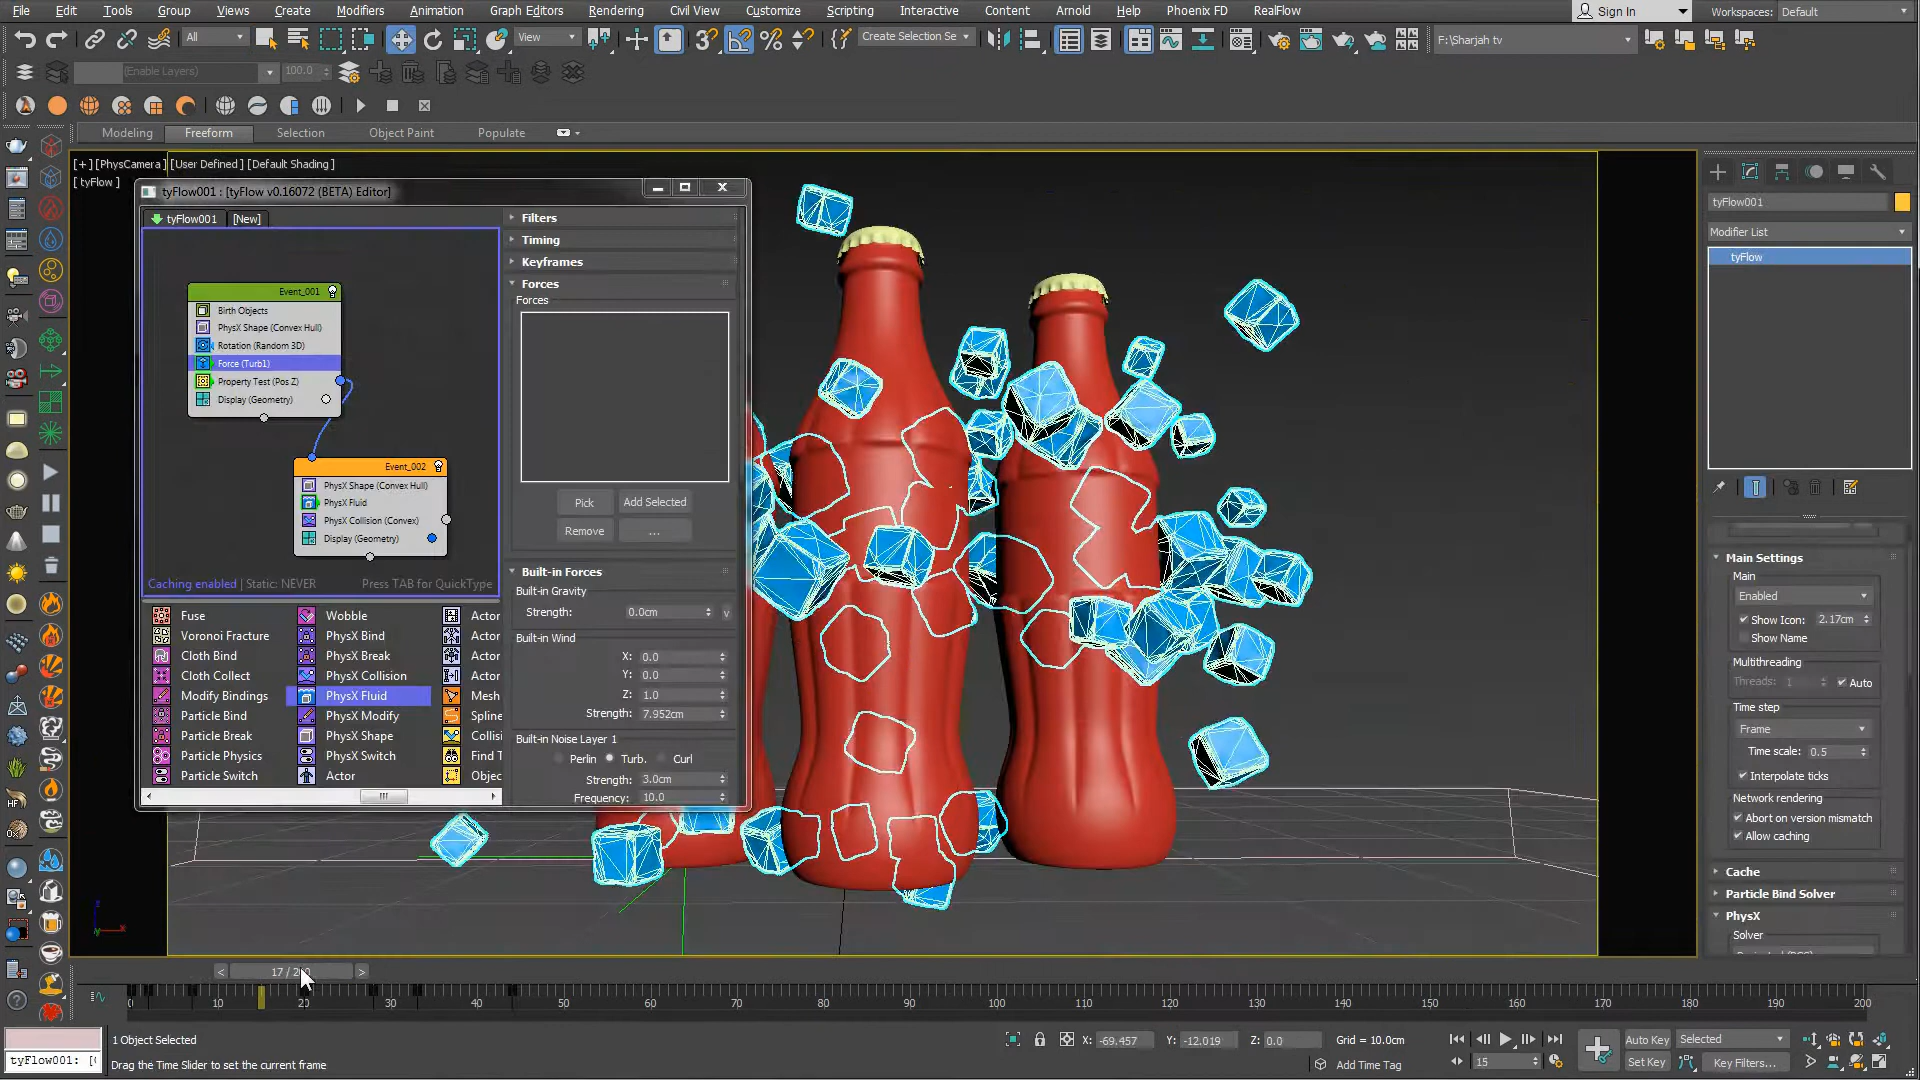 File Edit Tools Group Views Create Modifiers Animation Graph Editors Rendering Civil View Customize Scripting Interactive Content Arnold Help Phoenix FD RealFlow Sign In Workspaces: Default
All View Create Selection Se F:\Sharjah tv
(Enable Layers) 100.0
Modeling Freeform Selection Object Paint Populate
[+] [PhysCamera] [User Defined] [Default Shading]
[ tyFlow ]
tyFlow001 : [tyFlow v0.16072 (BETA) Editor]
tyFlow001 [New]
Event_001
Birth Objects
PhysX Shape (Convex Hull)
Rotation (Random 3D)
Force (Turb1)
Property Test (Pos Z)
Display (Geometry)
Event_002
PhysX Shape (Convex Hull)
PhysX Fluid
PhysX Collision (Convex)
Display (Geometry)
Caching enabled | Static: NEVER Press TAB for QuickType
Fuse Wobble Actor
Voronoi Fracture PhysX Bind Actor
Cloth Bind PhysX Break Actor
Cloth Collect PhysX Collision Actor
Modify Bindings PhysX Fluid Mesh
Particle Bind PhysX Modify Spline
Particle Break PhysX Shape Collisi
Particle Physics PhysX Switch Find T
Particle Switch Actor Objec
Filters
Timing
Keyframes
Forces
Forces
Pick Add Selected
Remove ...
Built-in Forces
Built-in Gravity
Strength: 0.0cm v
Built-in Wind
X: 0.0
Y: 0.0
Z: 1.0
Strength: 7.952cm
Built-in Noise Layer 1
Perlin Turb. Curl
Strength: 3.0cm
Frequency: 10.0
tyFlow001
Modifier List
tyFlow
Main Settings
Main
Enabled
Show Icon: 2.17cm
Show Name
Multithreading
Threads: 1 Auto
Time step
Frame
Time scale: 0.5
Interpolate ticks
Network rendering
Abort on version mismatch
Allow caching
Cache
Particle Bind Solver
PhysX
Solver
< 17 / >
0 10 20 30 40 50 60 70 80 90 100 110 120 130 140 150 160 170 180 190 200
1 Object Selected X: -69.457 Y: -12.019 Z: 0.0 Grid = 10.0cm Auto Key Selected
tyFlow001: [ Drag the Time Slider to set the current frame Add Time Tag 15 Set Key Key Filters...